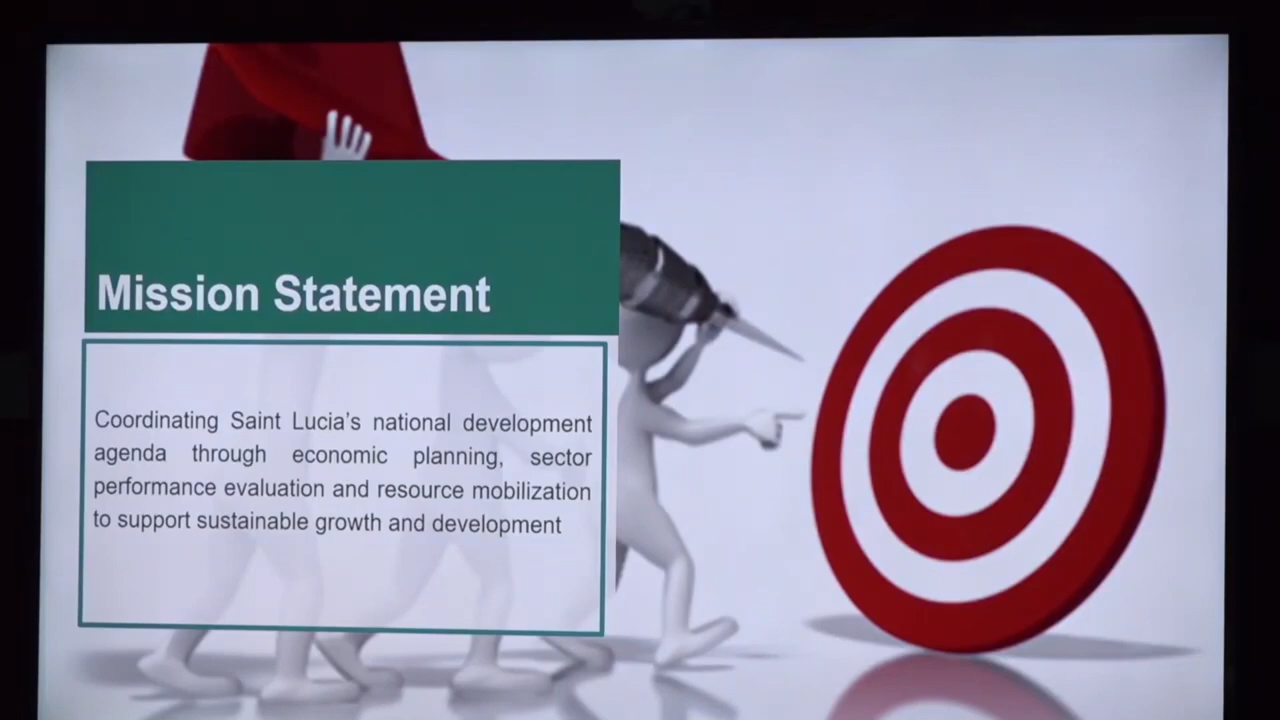 Mission Statement
Coordinating Saint Lucia’s national development
agenda through economic planning, sector
performance evaluation and resource mobilization
to support sustainable growth and development